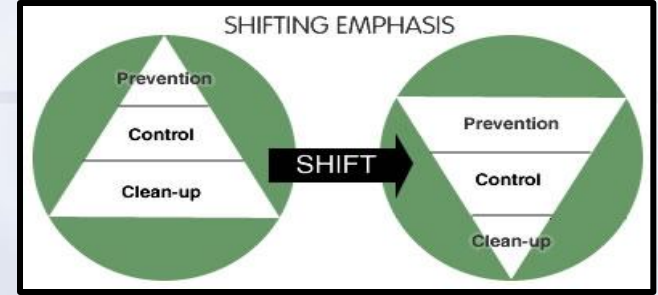 SHIFTING EMPHASIS
Prevention
Control
Clean-up
SHIFT
Prevention
Control
Clean-up